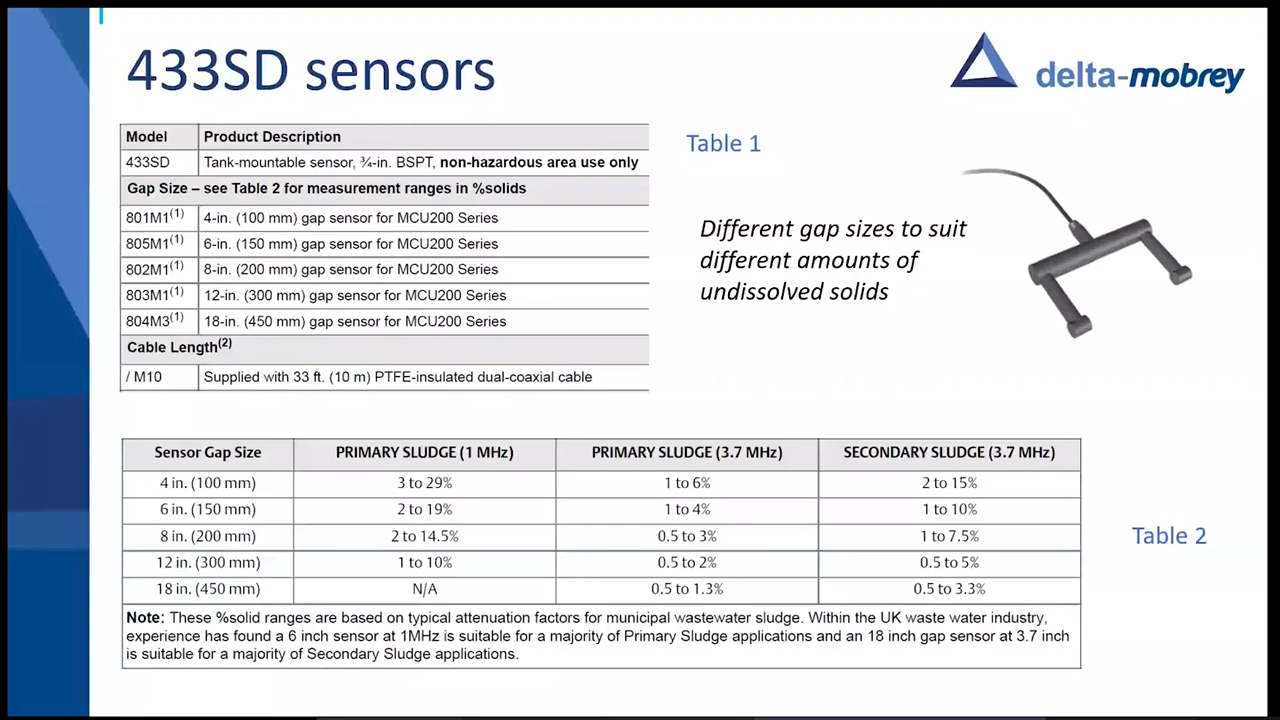 433SD sensors
delta-mobrey
Model Product Description
433SD Tank-mountable sensor, ¾-in. BSPT, non-hazardous area use only
Gap Size – see Table 2 for measurement ranges in %solids
801M1(1) 4-in. (100 mm) gap sensor for MCU200 Series
805M1(1) 6-in. (150 mm) gap sensor for MCU200 Series
802M1(1) 8-in. (200 mm) gap sensor for MCU200 Series
803M1(1) 12-in. (300 mm) gap sensor for MCU200 Series
804M3(1) 18-in. (450 mm) gap sensor for MCU200 Series
Cable Length(2)
/ M10 Supplied with 33 ft. (10 m) PTFE-insulated dual-coaxial cable
Table 1
Different gap sizes to suit
different amounts of
undissolved solids
Sensor Gap Size PRIMARY SLUDGE (1 MHz) PRIMARY SLUDGE (3.7 MHz) SECONDARY SLUDGE (3.7 MHz)
4 in. (100 mm) 3 to 29% 1 to 6% 2 to 15%
6 in. (150 mm) 2 to 19% 1 to 4% 1 to 10%
8 in. (200 mm) 2 to 14.5% 0.5 to 3% 1 to 7.5%
12 in. (300 mm) 1 to 10% 0.5 to 2% 0.5 to 5%
18 in. (450 mm) N/A 0.5 to 1.3% 0.5 to 3.3%
Note: These %solid ranges are based on typical attenuation factors for municipal wastewater sludge. Within the UK waste water industry,
experience has found a 6 inch sensor at 1MHz is suitable for a majority of Primary Sludge applications and an 18 inch gap sensor at 3.7 inch
is suitable for a majority of Secondary Sludge applications.
Table 2